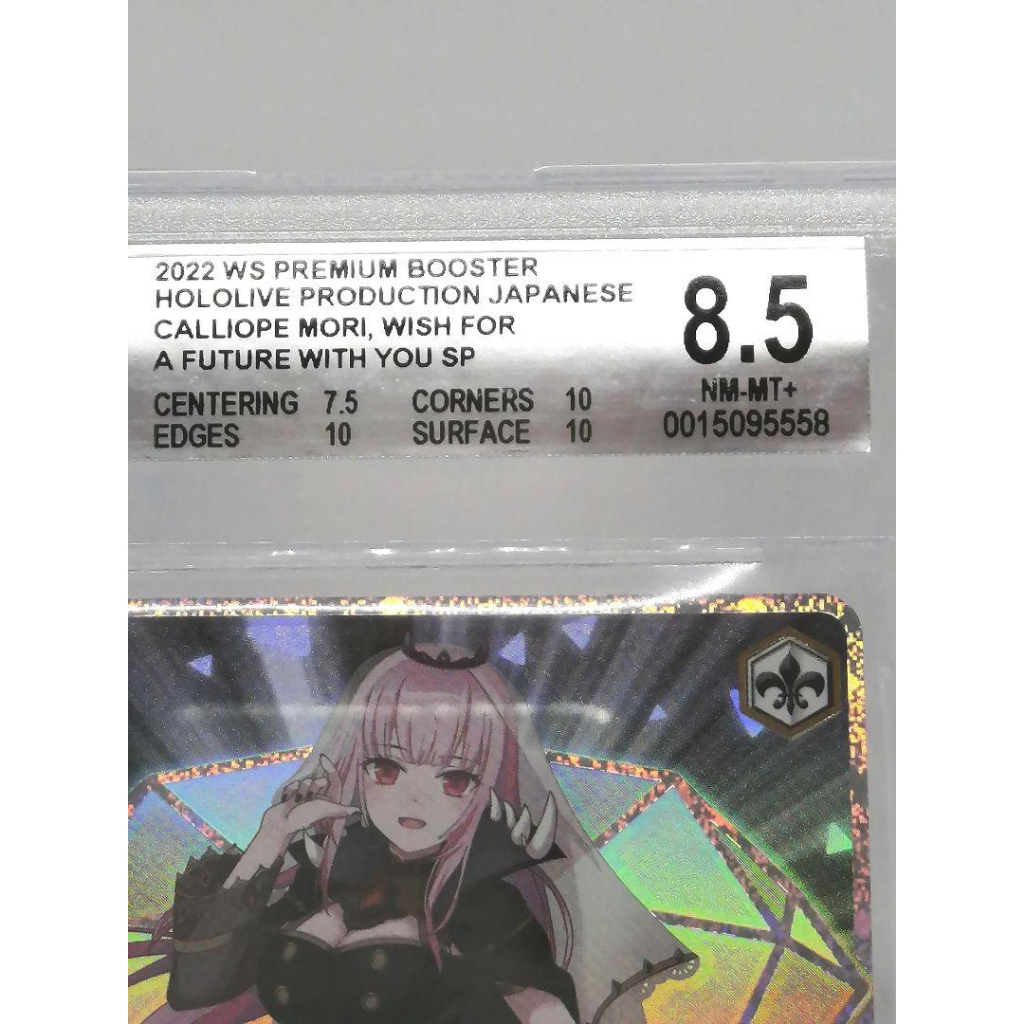 2022 WS PREMIUM BOOSTER
HOLOLIVE PRODUCTION JAPANESE
CALLIOPE MORI, WISH FOR
A FUTURE WITH YOU SP
CENTERING 7.5 CORNERS 10
EDGES 10 SURFACE 10
8.5
NM-MT+
0015095558